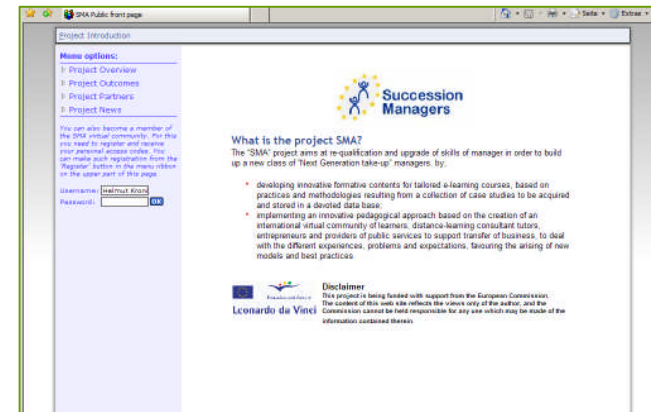 SMA Public front page
Seite
Extras
Project Introduction
Menu options:
Project Overview
Project Outcomes
Project Partners
Project News
You can also become a member of
the SMA virtual community. For this
you need to register and receive
your personal access codes. You
can make such registration from the
'Register' button in the menu ribbon
on the upper part of this page.
Username: Helmut Kron
Password:
OK
Succession
Managers
What is the project SMA?
The "SMA" project aims at re-qualification and upgrade of skills of manager in order to build
up a new class of "Next Generation take-up" managers, by:
developing innovative formative contents for tailored e-learning courses, based on
practices and methodologies resulting from a collection of case studies to be acquired
and stored in a devoted data base;
implementing an innovative pedagogical approach based on the creation of an
international virtual community of learners, distance-learning consultant tutors,
entrepreneurs and providers of public services to support transfer of business, to deal
with the different experiences, problems and expectations, favouring the arising of new
models and best practices
Leonardo da Vinci
Disclaimer
This project is being funded with support from the European Commission.
The content of this web site reflects the views only of the author, and the
Commission cannot be held responsible for any use which may be made of the
information contained therein.